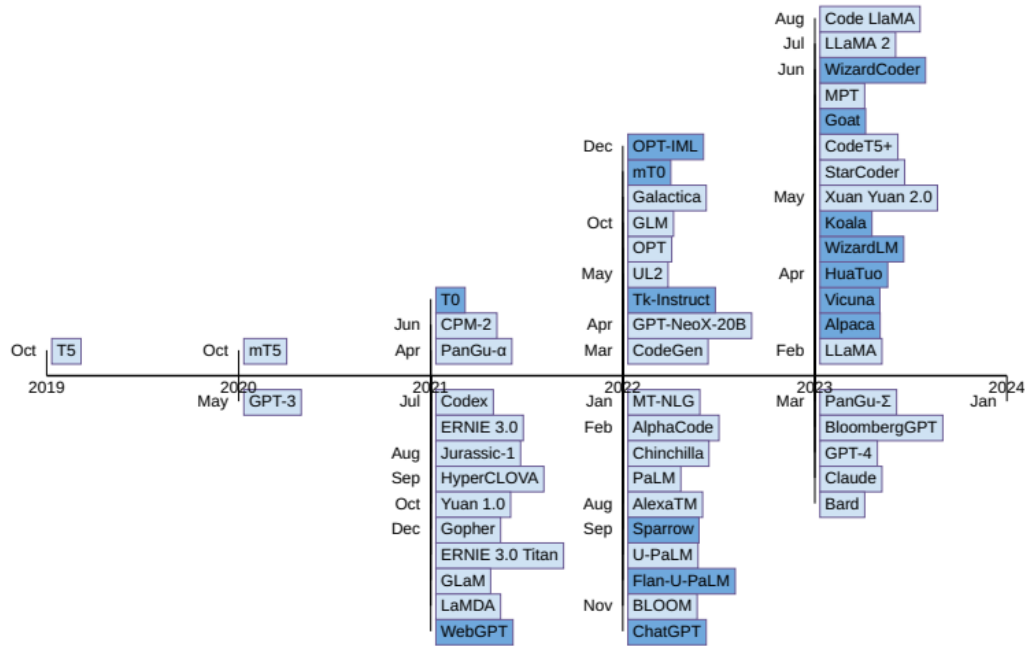 Aug Code LlaMA
Jul LLaMA 2
Jun WizardCoder
MPT
Goat
Dec OPT-IML CodeT5+
mT0 StarCoder
Galactica May Xuan Yuan 2.0
Oct GLM Koala
OPT WizardLM
May UL2 Apr HuaTuo
T0 Tk-Instruct Vicuna
Jun CPM-2 Apr GPT-NeoX-20B Alpaca
Oct T5 Oct mT5 Apr PanGu-α Mar CodeGen Feb LLaMA
2019 2020 2021 2022 2023 2024
May GPT-3 Jul Codex Jan MT-NLG Mar PanGu-Σ Jan
ERNIE 3.0 Feb AlphaCode BloombergGPT
Aug Jurassic-1 Chinchilla GPT-4
Sep HyperCLOVA PaLM Claude
Oct Yuan 1.0 Aug AlexaTM Bard
Dec Gopher Sep Sparrow
ERNIE 3.0 Titan U-PaLM
GLaM Flan-U-PaLM
LaMDA Nov BLOOM
WebGPT ChatGPT